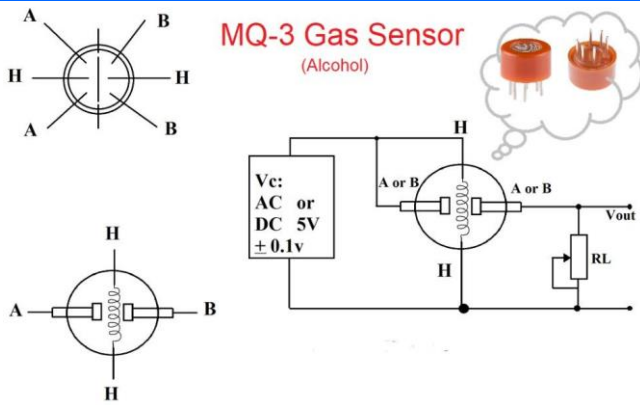 MQ-3 Gas Sensor
(Alcohol)
A
B
H
H
A
B
H
A or B
A or B
Vc:
AC or
DC 5V
± 0.1v
Vout
H
RL
H
A
B
H